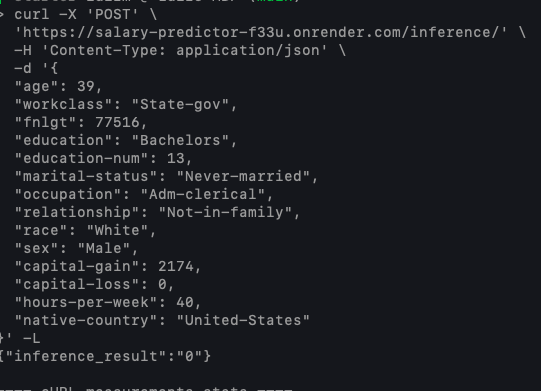 > curl -X 'POST' \
'https://salary-predictor-f33u.onrender.com/inference/' \
-H 'Content-Type: application/json' \
-d '{
"age": 39,
"workclass": "State-gov",
"fnlgt": 77516,
"education": "Bachelors",
"education-num": 13,
"marital-status": "Never-married",
"occupation": "Adm-clerical",
"relationship": "Not-in-family",
"race": "White",
"sex": "Male",
"capital-gain": 2174,
"capital-loss": 0,
"hours-per-week": 40,
"native-country": "United-States"
}' -L
{"inference_result":"0"}